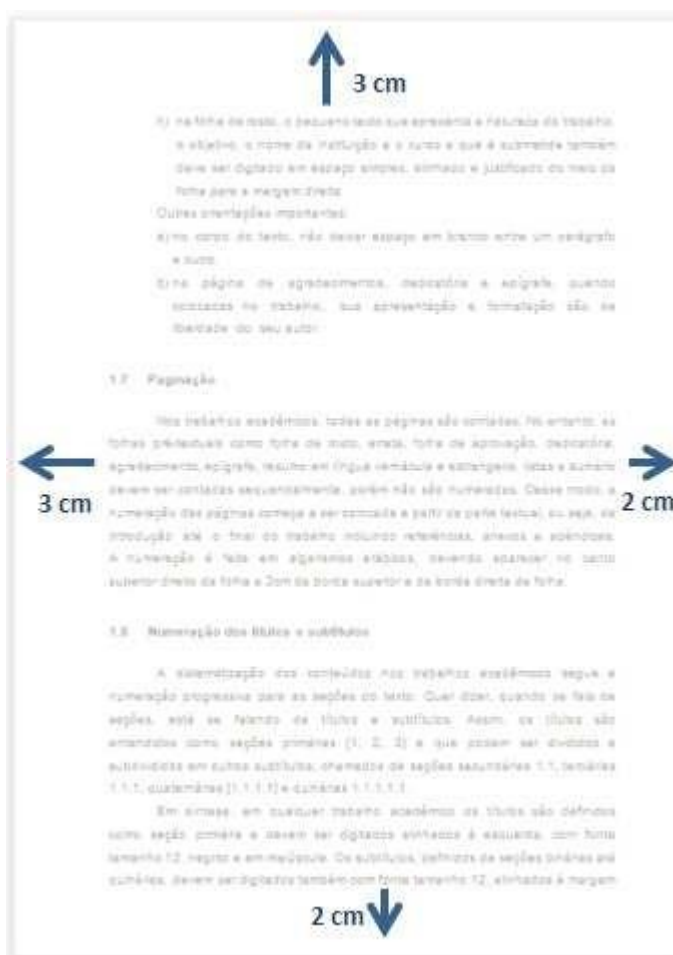 3 cm
h) na folha de rosto, o pequeno texto que apresenta a natureza do trabalho,
o objetivo, o nome da instituição e o curso a que é submetido também
deve ser digitado em espaço simples, alinhado e justificado do meio da
folha para a margem direita.
Outras orientações importantes:
a) no corpo do texto, não deixar espaço em branco entre um parágrafo
e outro.
b) na página de agradecimentos, dedicatória e epígrafe, quando
colocadas no trabalho, sua apresentação e formatação são de
liberdade do seu autor.
1.7 Paginação
Nos trabalhos acadêmicos, todas as páginas são contadas. No entanto, as
folhas pré-textuais como folha de rosto, errata, folha de aprovação, dedicatória,
agradecimento, epígrafe, resumo em língua vernácula e estrangeira, listas e sumário
3 cm
2 cm
devem ser contadas sequencialmente, porém não são numeradas. Desse modo, a
numeração das páginas começa a ser colocada a partir da parte textual, ou seja, da
introdução até o final do trabalho incluindo referências, anexos e apêndices.
A numeração é feita em algarismos arábicos, devendo aparecer no canto
superior direito da folha a 2cm da borda superior e da borda direita da folha.
1.8 Numeração dos títulos e subtítulos
A sistematização dos conteúdos nos trabalhos acadêmicos segue a
numeração progressiva para as seções do texto. Quer dizer, quando se fala de
seções, está se falando de títulos e subtítulos. Assim, os títulos são
entendidos como seções primárias (1, 2, 3) e que podem ser divididos e
subdivididos em outros subtítulos, chamados de seções secundárias 1.1, terciárias
1.1.1, quaternárias [1.1.1.1] e quinárias 1.1.1.1.1.
Em síntese, em qualquer trabalho acadêmico os títulos são definidos
como seção primária e devem ser digitados alinhados à esquerda, com fonte
tamanho 12, negrito e em maiúscula. Os subtítulos, definidos de seções binárias até
quinárias, devem ser digitados também com fonte tamanho 12, alinhados à margem
2 cm